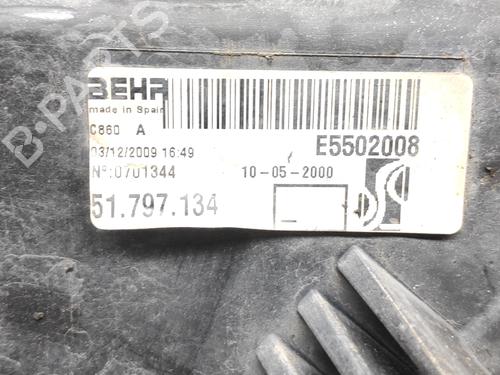 BEHR
made in Spain
C860 A
03/12/2009 16:49
E5502008
Nº:0701344
10-05-2000
51.797.134
B-PARTS